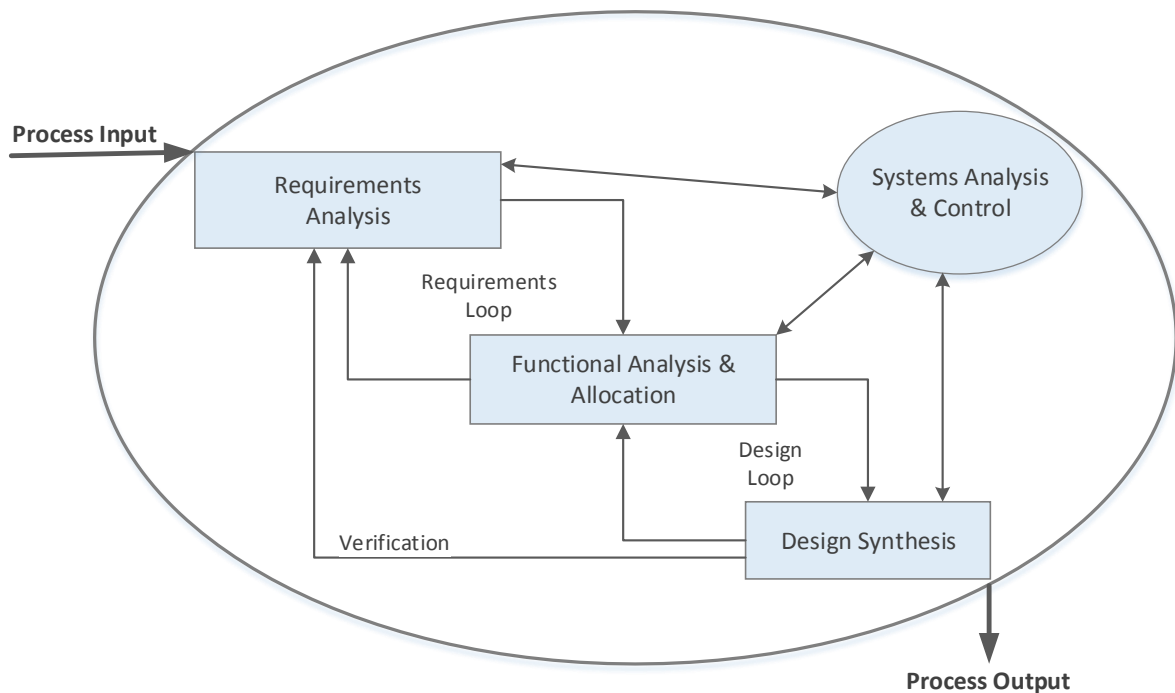 Process Input
Requirements
Analysis
Systems Analysis
& Control
Requirements
Loop
Functional Analysis &
Allocation
Design
Loop
Verification
Design Synthesis
Process Output